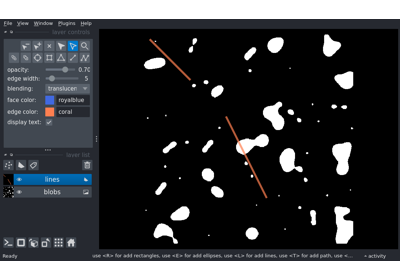 File View Window Plugins Help
layer controls
opacity: 0.70
edge width: 5
blending: translucen
face color: royalblue
edge color: coral
display text:
layer list
lines
blobs
Ready
use <R> for add rectangles, use <E> for add ellipses, use <L> for add lines, use <T> for add path, use <...
activity